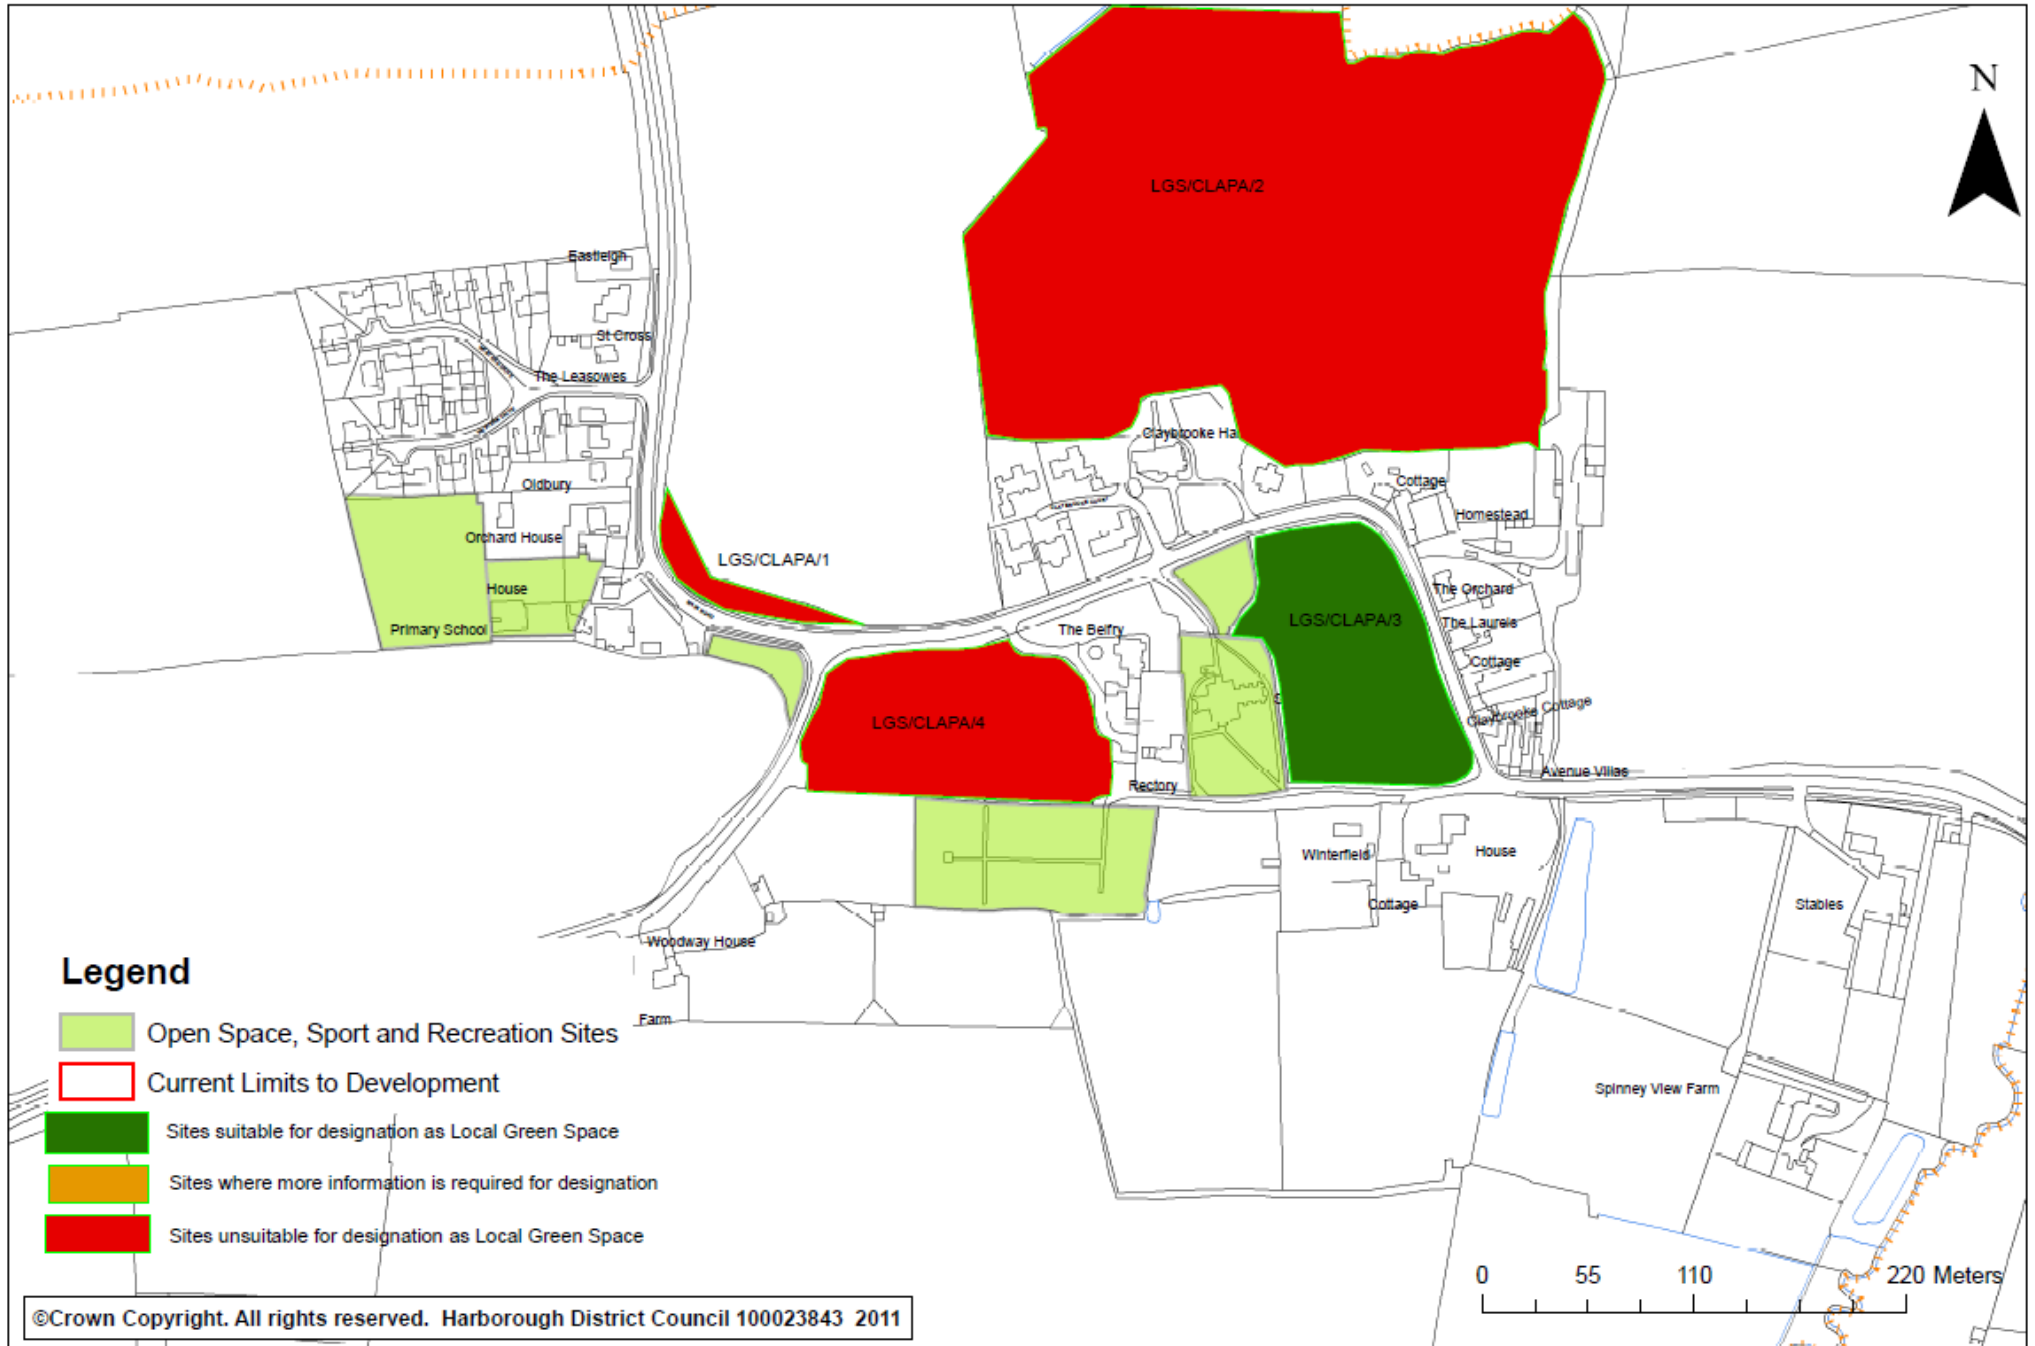 N
LGS/CLAPA/2
Eastleigh
St Cross
The Leasowes
Claybrooke Ha
Oldbury
Cottage
Homestead
Orchard House
LGS/CLAPA/1
House
The Orchard
LGS/CLAPA/3
The Laurels
Primary School
The Belfry
Cottage
S
LGS/CLAPA/4
Claybrooke Cottage
Avenue Villas
Rectory
Winterfield
House
Cottage
Stables
Woodway House
Farm
Spinney View Farm
Legend
Open Space, Sport and Recreation Sites
Current Limits to Development
Sites suitable for designation as Local Green Space
Sites where more information is required for designation
Sites unsuitable for designation as Local Green Space
0 55 110 220 Meters
©Crown Copyright. All rights reserved. Harborough District Council 100023843 2011